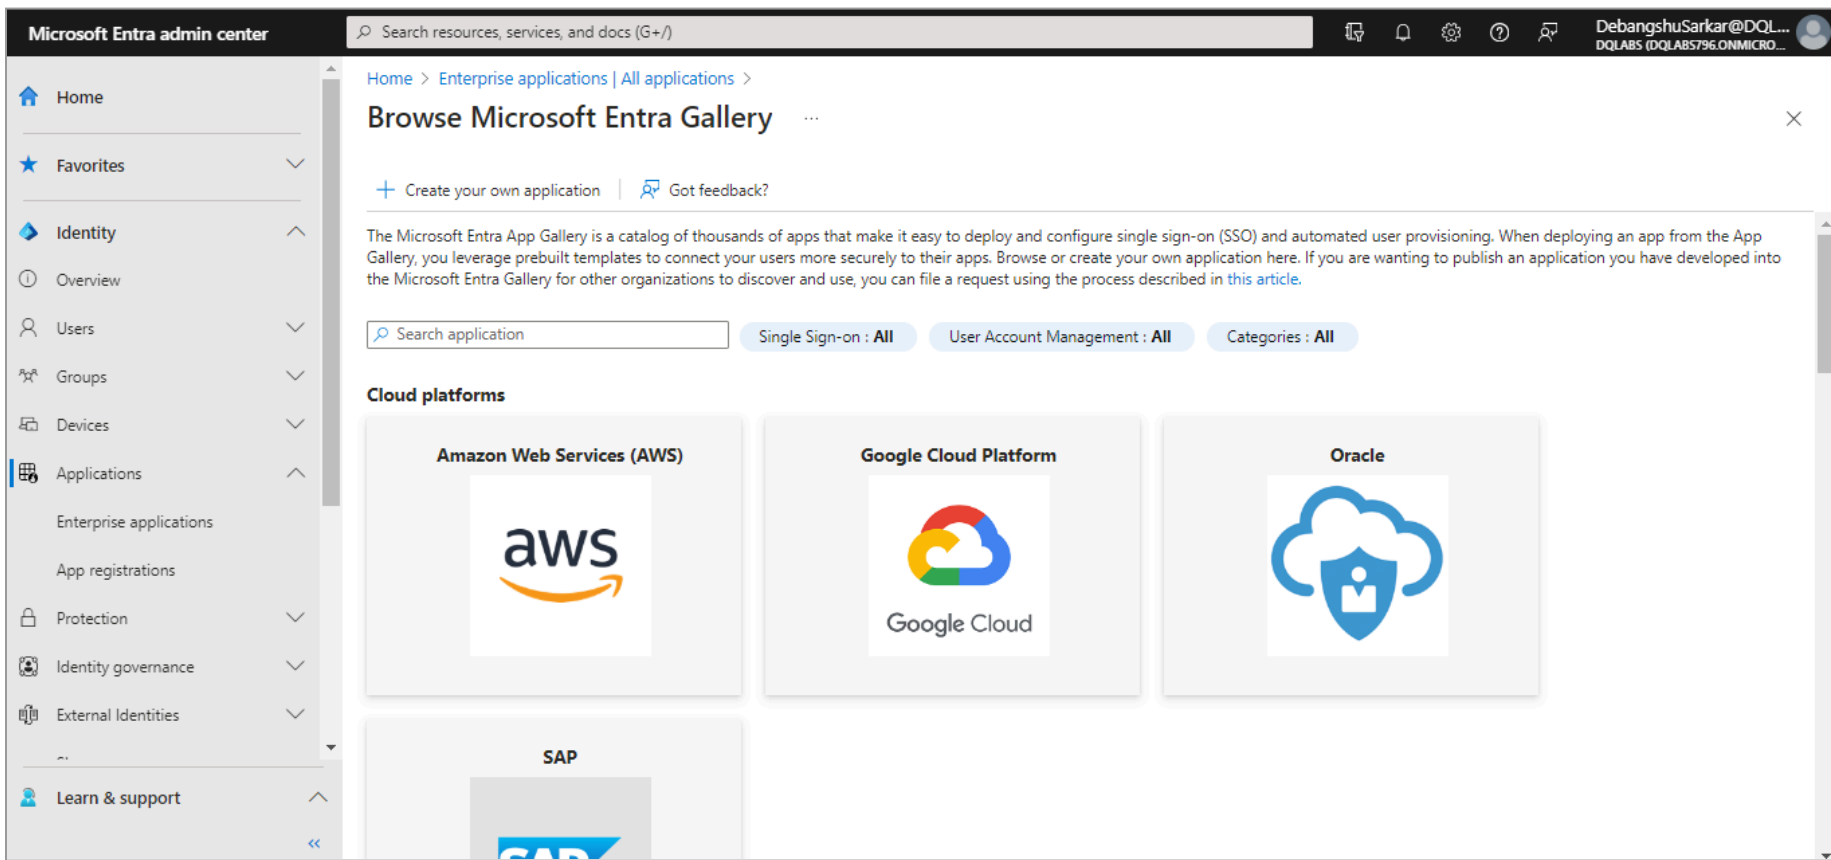 Microsoft Entra admin center
Search resources, services, and docs (G+/)
DebangshuSarkar@DQL...
DQLABS (DQLABS796.ONMICRO...
Home
Favorites
Identity
Overview
Users
Groups
Devices
Applications
Enterprise applications
App registrations
Protection
Identity governance
External Identities
Learn & support
Home > Enterprise applications | All applications >
Browse Microsoft Entra Gallery ...
Create your own application
Got feedback?
The Microsoft Entra App Gallery is a catalog of thousands of apps that make it easy to deploy and configure single sign-on (SSO) and automated user provisioning. When deploying an app from the App
Gallery, you leverage prebuilt templates to connect your users more securely to their apps. Browse or create your own application here. If you are wanting to publish an application you have developed into
the Microsoft Entra Gallery for other organizations to discover and use, you can file a request using the process described in this article.
Search application
Single Sign-on : All
User Account Management : All
Categories : All
Cloud platforms
Amazon Web Services (AWS)
aws
Google Cloud Platform
Google Cloud
Oracle
SAP
SAP